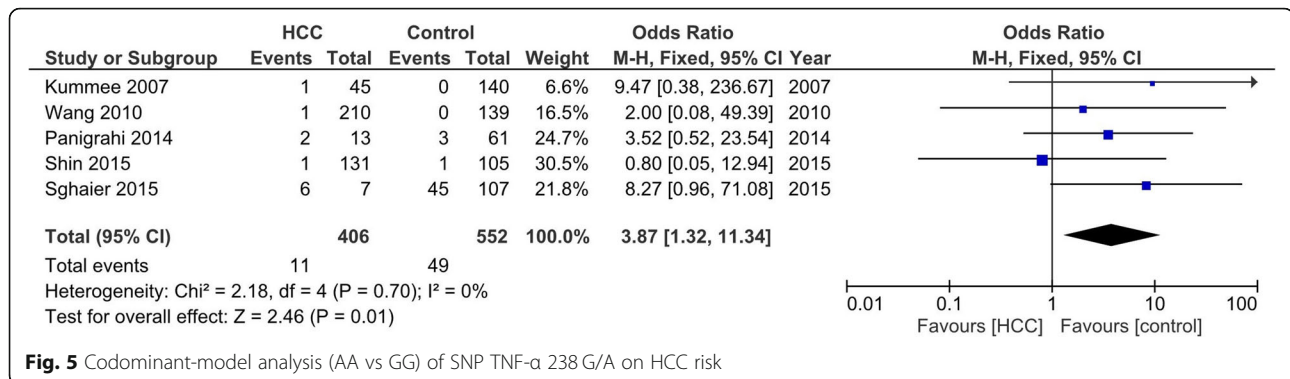 HCC Control Odds Ratio Odds Ratio
Study or Subgroup Events Total Events Total Weight M-H, Fixed, 95% CI Year M-H, Fixed, 95% CI
Kummee 2007 1 45 0 140 6.6% 9.47 [0.38, 236.67] 2007
Wang 2010 1 210 0 139 16.5% 2.00 [0.08, 49.39] 2010
Panigrahi 2014 2 13 3 61 24.7% 3.52 [0.52, 23.54] 2014
Shin 2015 1 131 1 105 30.5% 0.80 [0.05, 12.94] 2015
Sghaier 2015 6 7 45 107 21.8% 8.27 [0.96, 71.08] 2015
Total (95% CI) 406 552 100.0% 3.87 [1.32, 11.34]
Total events 11 49
Heterogeneity: Chi² = 2.18, df = 4 (P = 0.70); I² = 0%
Test for overall effect: Z = 2.46 (P = 0.01)
0.01 0.1 1 10 100
Favours [HCC] Favours [control]
Fig. 5 Codominant-model analysis (AA vs GG) of SNP TNF-α 238 G/A on HCC risk